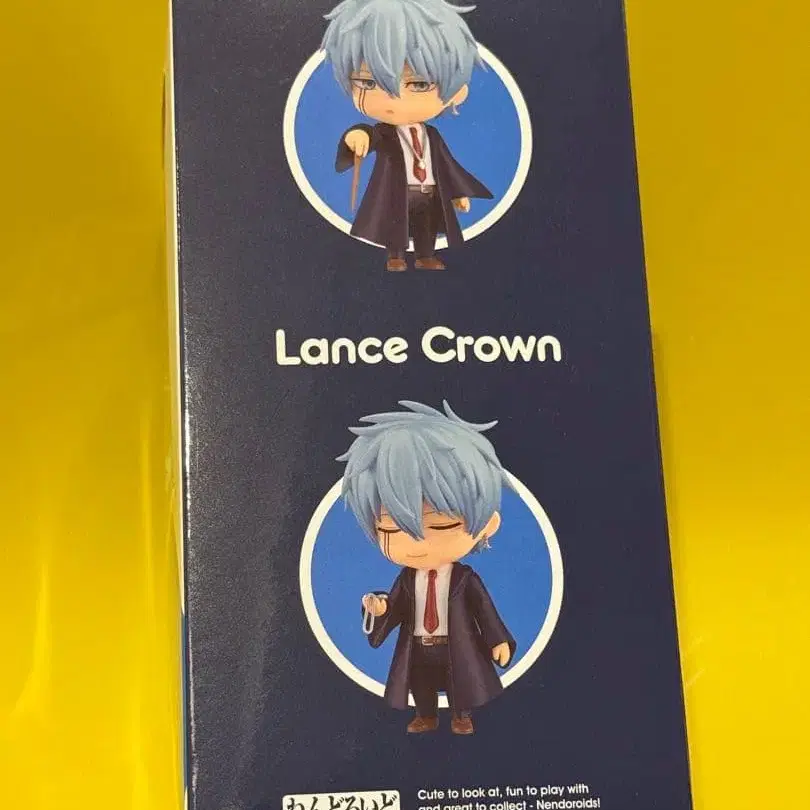 Lance Crown
ねんどろいど
Cute to look at, fun to play with
and great to collect - Nendoroids!